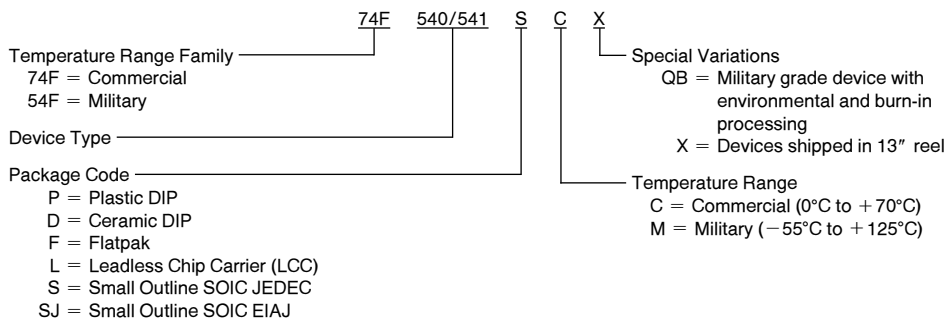 74F 540/541 S C X
Temperature Range Family
74F = Commercial
54F = Military
Device Type
Package Code
P = Plastic DIP
D = Ceramic DIP
F = Flatpak
L = Leadless Chip Carrier (LCC)
S = Small Outline SOIC JEDEC
SJ = Small Outline SOIC EIAJ
Special Variations
QB = Military grade device with
environmental and burn-in
processing
X = Devices shipped in 13″ reel
Temperature Range
C = Commercial (0°C to +70°C)
M = Military (−55°C to +125°C)